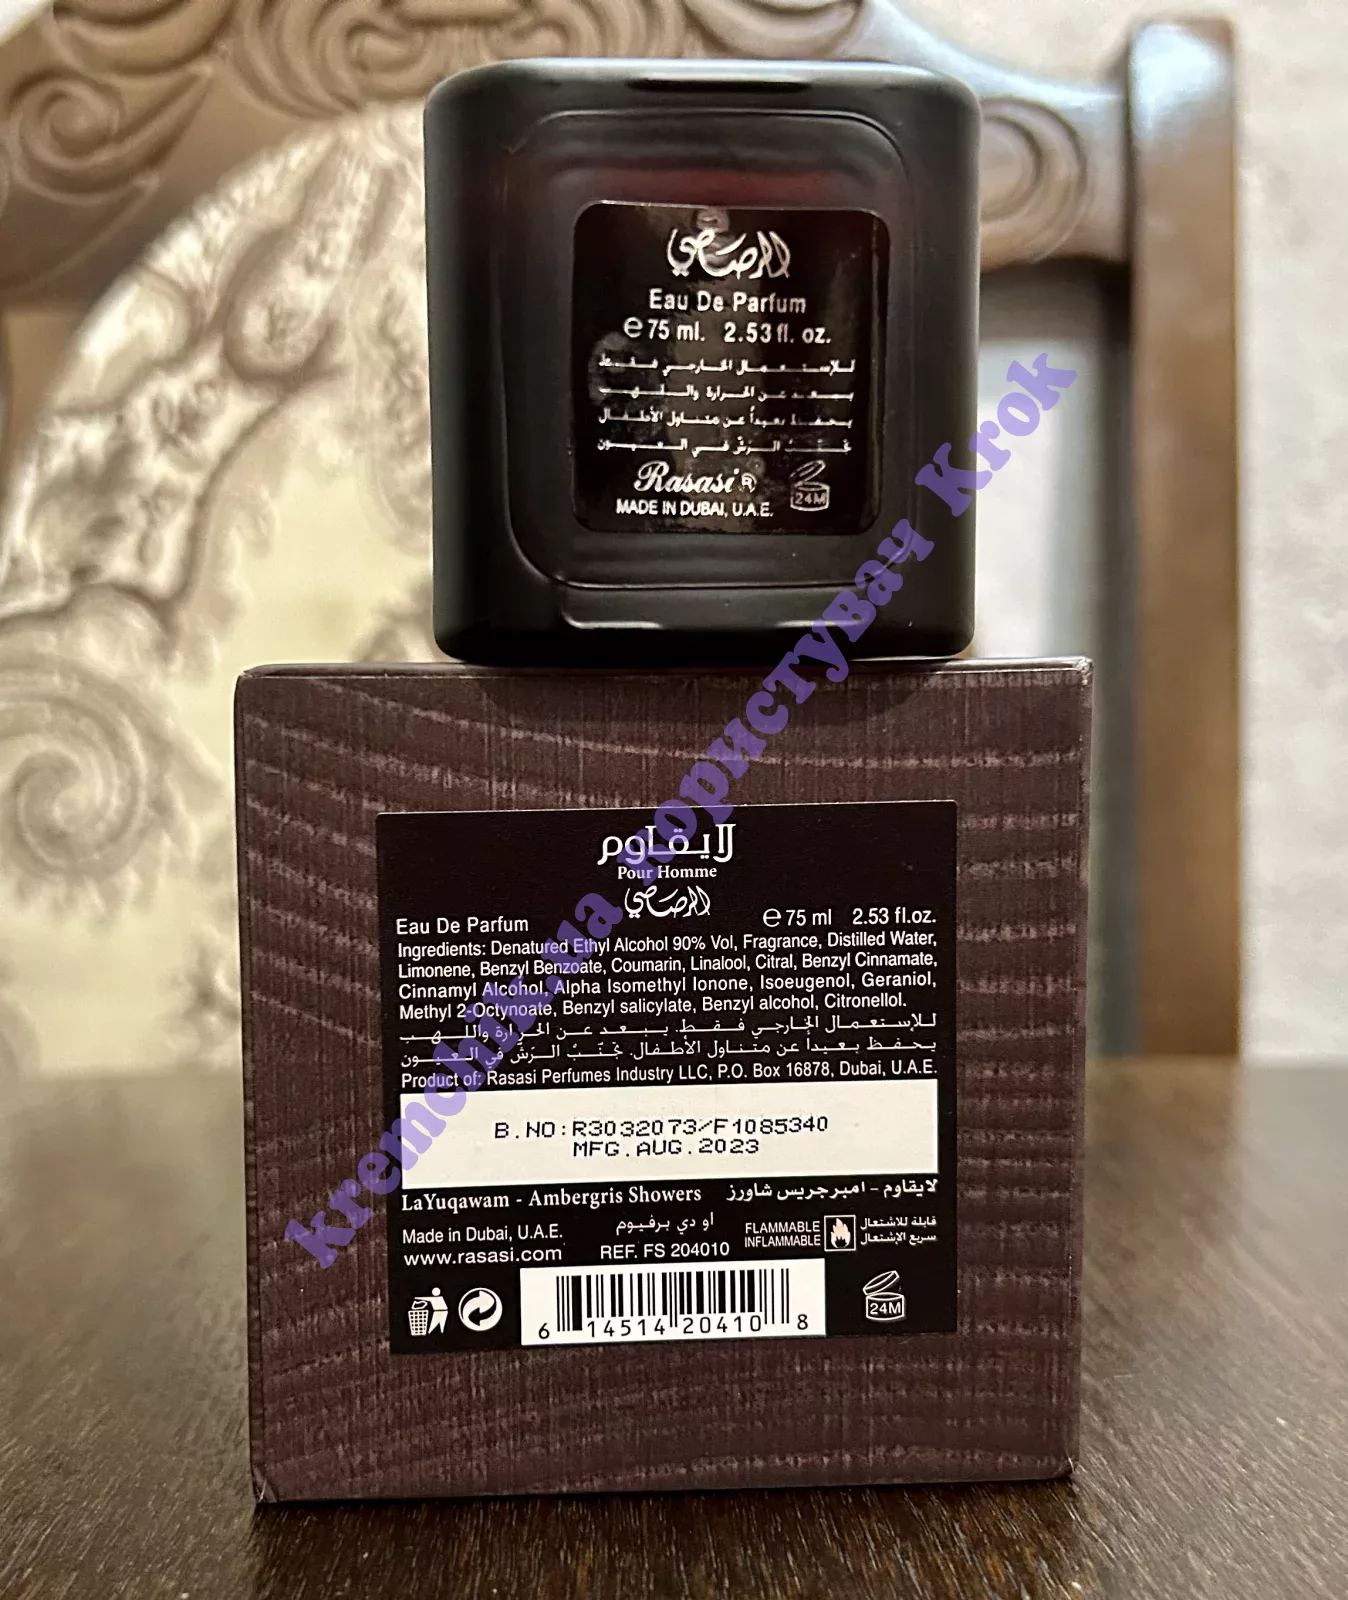 الرصاصي
Eau De Parfum
℮ 75 ml. 2.53 fl. oz.
للإستعمال الخارجي فقط
يبعد عن الحرارة واللهب
يحفظ بعيداً عن متناول الأطفال
تجنّب الرشّ في العيون
Rasasi®
24M
MADE IN DUBAI, U.A.E.
لايقاوم
Pour Homme
الرصاصي
Eau De Parfum
℮ 75 ml 2.53 fl.oz.
Ingredients: Denatured Ethyl Alcohol 90% Vol, Fragrance, Distilled Water,
Limonene, Benzyl Benzoate, Coumarin, Linalool, Citral, Benzyl Cinnamate,
Cinnamyl Alcohol, Alpha Isomethyl Ionone, Isoeugenol, Geraniol,
Methyl 2-Octynoate, Benzyl salicylate, Benzyl alcohol, Citronellol.
للإستعمال الخارجي فقط. يبعد عن الحرارة واللهب
يحفظ بعيداً عن متناول الأطفال. تجنّب الرشّ في العيون
Product of: Rasasi Perfumes Industry LLC, P.O. Box 16878, Dubai, U.A.E.
B.NO:R3032073/F1085340
MFG.AUG.2023
LaYuqawam - Ambergris Showers لايقاوم - امبرجريس شاورز
Made in Dubai, U.A.E. او دي برفيوم
www.rasasi.com REF. FS 204010
FLAMMABLE قابلة للاشتعال
INFLAMMABLE سريع الإشتعال
6 14514 20410 8
24M
kremchik.ua користувач Krok